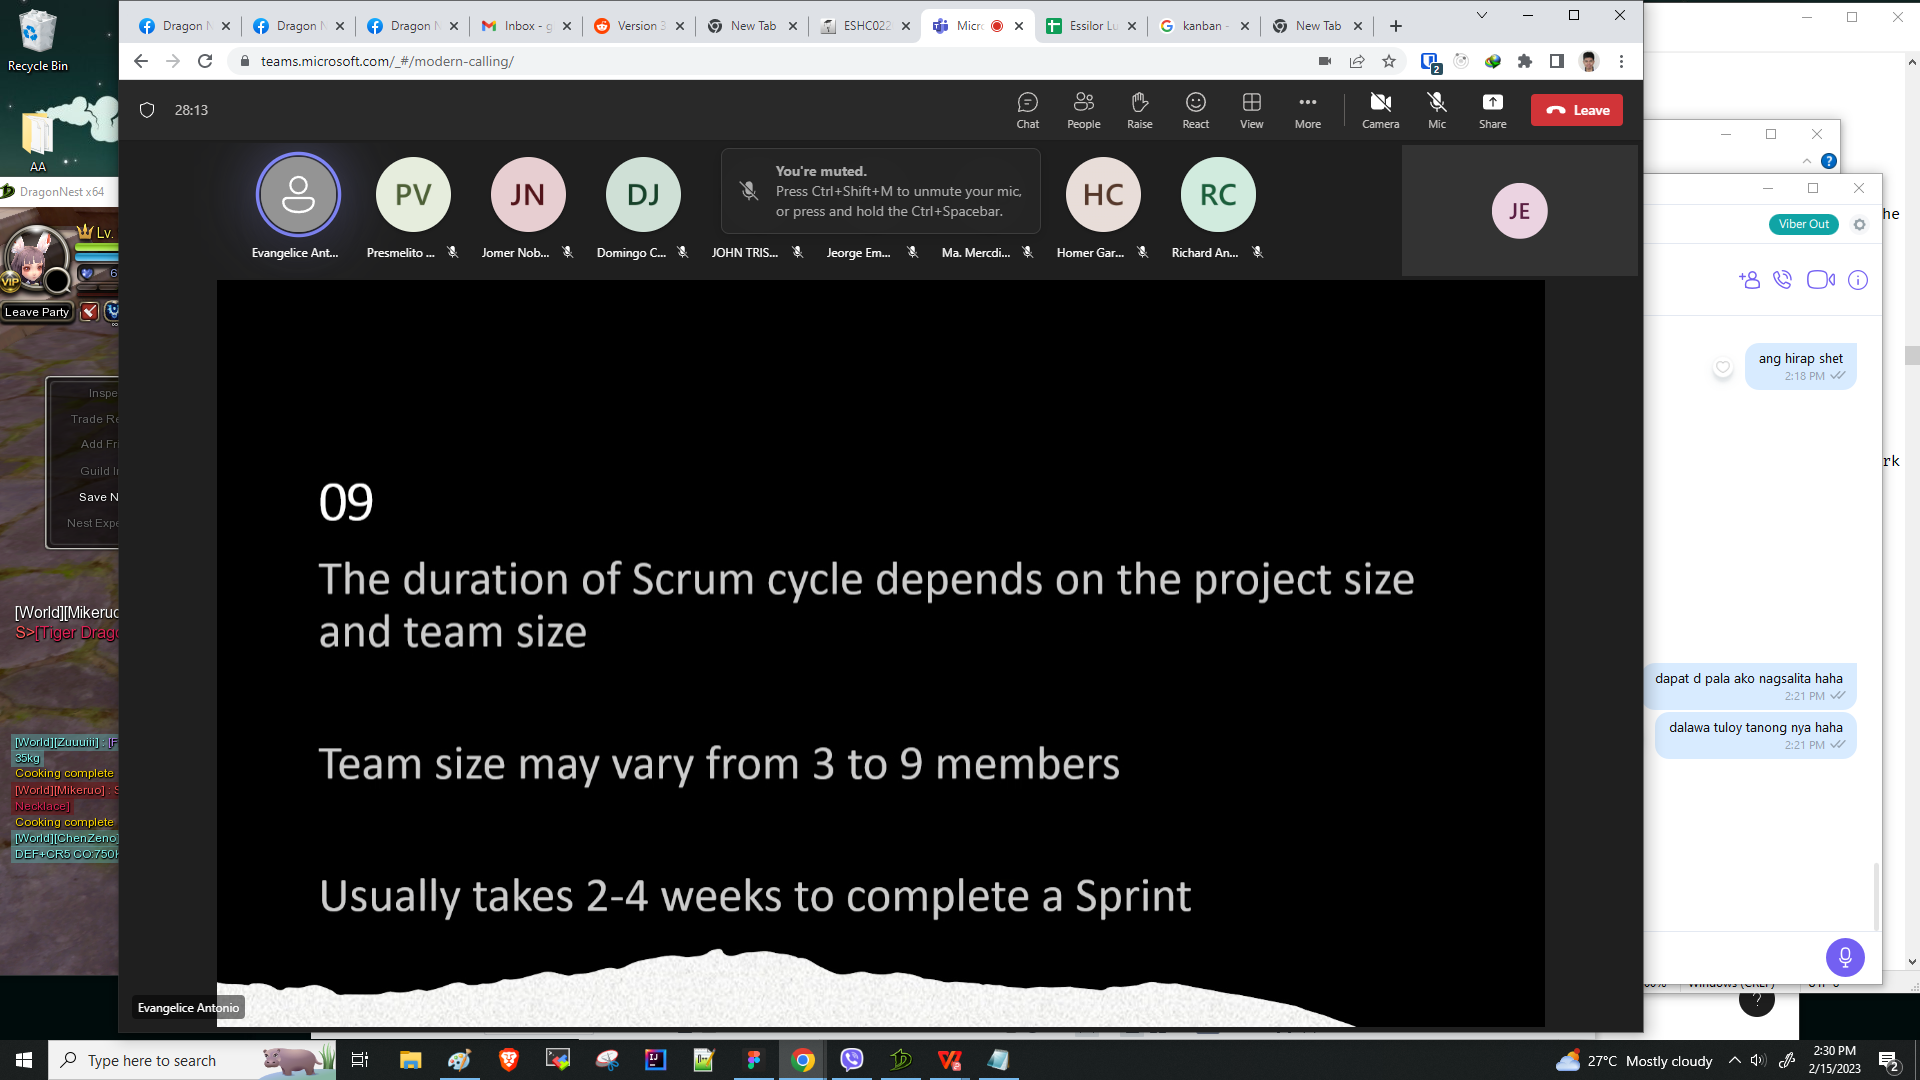 Recycle Bin
AA
DragonNest x64
Lv.
VIP
Leave Party
Inspe
Trade Re
Add Fri
Guild In
Save N
Nest Expe
[World][Mikeruo
S>[Tiger Drago
[World][Zuuuiii] : [F
35kg
Cooking complete
[World][Mikeruo] : S
Necklace]
Cooking complete
[World][ChenZeno]
DEF+CR5 CO:750K
Dragon N
Dragon N
Dragon N
Inbox - g
Version 3
New Tab
ESHC022
Micr
Essilor Lu
kanban -
New Tab
teams.microsoft.com/_#/modern-calling/
2
28:13
Chat
People
Raise
React
View
More
Camera
Mic
Share
Leave
PV
JN
DJ
You're muted.
Press Ctrl+Shift+M to unmute your mic,
or press and hold the Ctrl+Spacebar.
HC
RC
JE
Evangelice Ant...
Presmelito ...
Jomer Nob...
Domingo C...
JOHN TRIS...
Jeorge Em...
Ma. Mercdi...
Homer Gar...
Richard An...
09
The duration of Scrum cycle depends on the project size
and team size
Team size may vary from 3 to 9 members
Usually takes 2-4 weeks to complete a Sprint
Evangelice Antonio
he
Viber Out
ang hirap shet
2:18 PM
rk
dapat d pala ako nagsalita haha
2:21 PM
dalawa tuloy tanong nya haha
2:21 PM
Type here to search
27°C Mostly cloudy
2:30 PM
2/15/2023
2